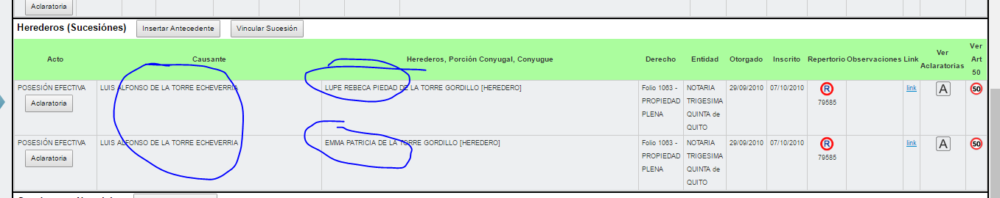 Aclaratoria
Herederos (Sucesiónes) Insertar Antecedente Vincular Sucesión
Acto Causante Herederos, Porción Conyugal, Conyugue Derecho Entidad Otorgado Inscrito Repertorio Observaciones Link Ver Aclaratorias Ver Art 50
POSESIÓN EFECTIVA LUIS ALFONSO DE LA TORRE ECHEVERRIA LUPE REBECA PIEDAD DE LA TORRE GORDILLO [HEREDERO] Folio 1063 - PROPIEDAD PLENA NOTARIA TRIGESIMA QUINTA de QUITO 29/09/2010 07/10/2010 R 79585 link A 50
Aclaratoria
POSESIÓN EFECTIVA LUIS ALFONSO DE LA TORRE ECHEVERRIA EMMA PATRICIA DE LA TORRE GORDILLO [HEREDERO] Folio 1063 - PROPIEDAD PLENA NOTARIA TRIGESIMA QUINTA de QUITO 29/09/2010 07/10/2010 R 79585 link A 50
Aclaratoria